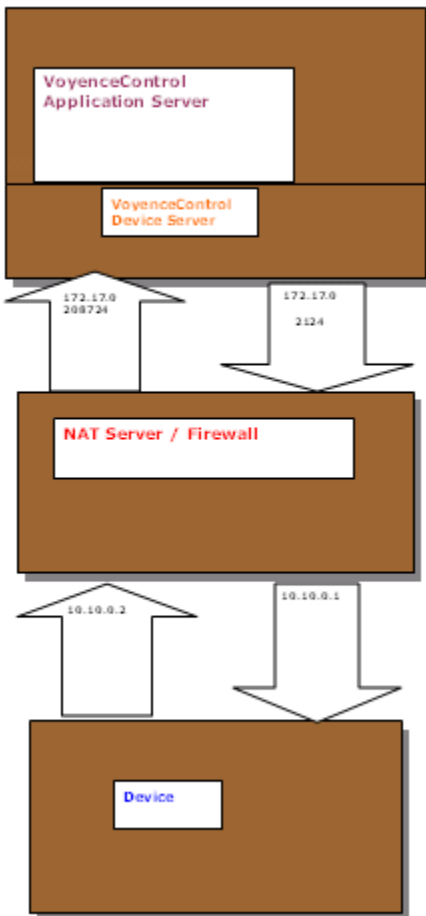 VoyenceControl
Application Server
VoyenceControl
Device Server
172.17.0
208724
172.17.0
2124
NAT Server / Firewall
10.10.0.2
10.10.0.1
Device